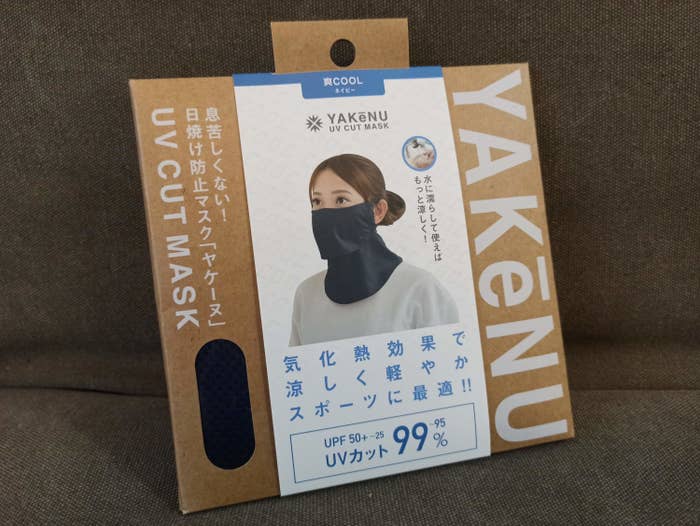 爽COOL
ネイビー
YAKēNU
UV CUT MASK
水に濡らして使えば
もっと涼しく!
気化熱効果で
涼しく軽やか
スポーツに最適!!
UPF 50+~25
UVカット 99~95%
息苦しくない!
日焼け防止マスク「ヤケーヌ」
UV CUT MASK
YAKēNU